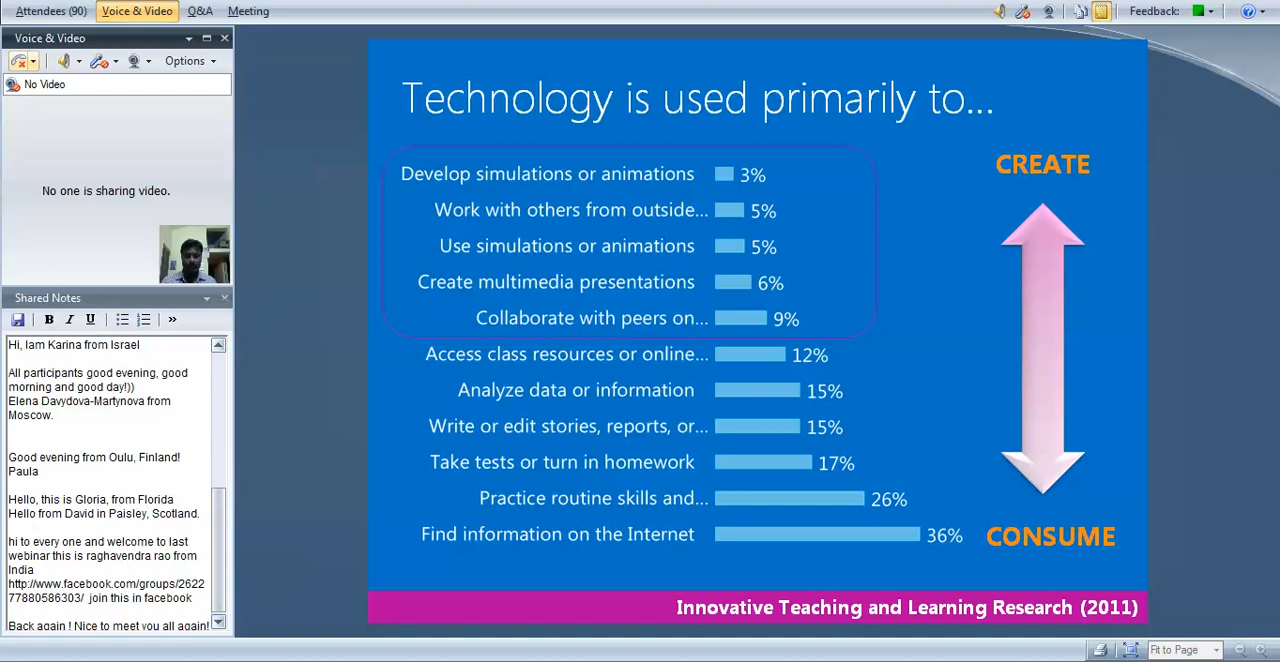 Attendees (90) Voice & Video Q&A Meeting Feedback:
Voice & Video
Options
No Video
No one is sharing video.
Shared Notes
B I U »
Hi, Iam Karina from Israel
All participants good evening, good
morning and good day!))
Elena Davydova-Martynova from
Moscow.
Good evening from Oulu, Finland!
Paula
Hello, this is Gloria, from Florida
Hello from David in Paisley, Scotland.
hi to every one and welcome to last
webinar this is raghavendra rao from
India
http://www.facebook.com/groups/2622
77880586303/ join this in facebook
Back again ! Nice to meet you all again!
Technology is used primarily to...
Develop simulations or animations 3%
Work with others from outside... 5%
Use simulations or animations 5%
Create multimedia presentations 6%
Collaborate with peers on... 9%
Access class resources or online... 12%
Analyze data or information 15%
Write or edit stories, reports, or... 15%
Take tests or turn in homework 17%
Practice routine skills and... 26%
Find information on the Internet 36%
CREATE
CONSUME
Innovative Teaching and Learning Research (2011)
Fit to Page